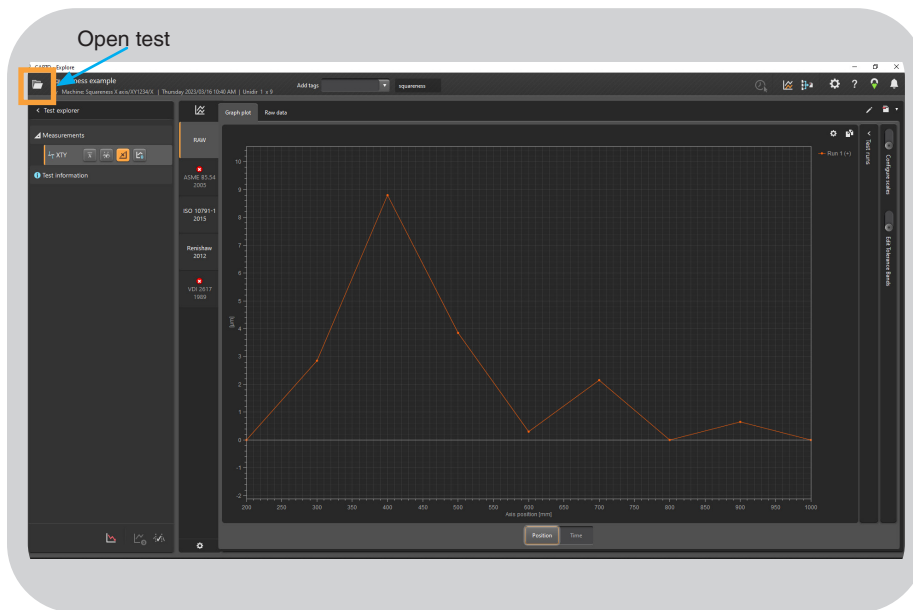 Open test
CARTO - Explore
ness example
Machine: Squareness X axis/XY1234/X | Thursday 2023/03/16 10:40 AM | Unidir 1 x 9
Add tags
squareness
?
< Test explorer
Graph plot Raw data
Measurements
XTY
Test information
RAW
ASME B5.54
2005
ISO 10791-1
2015
Renishaw
2012
VDI 2617
1989
Run 1 (+)
Test runs
Configure scales
Edit Tolerance Bands
10
9
8
7
6
5
4
3
2
1
0
-1
-2
[µm]
200 250 300 350 400 450 500 550 600 650 700 750 800 850 900 950 1000
Axis position [mm]
Position Time